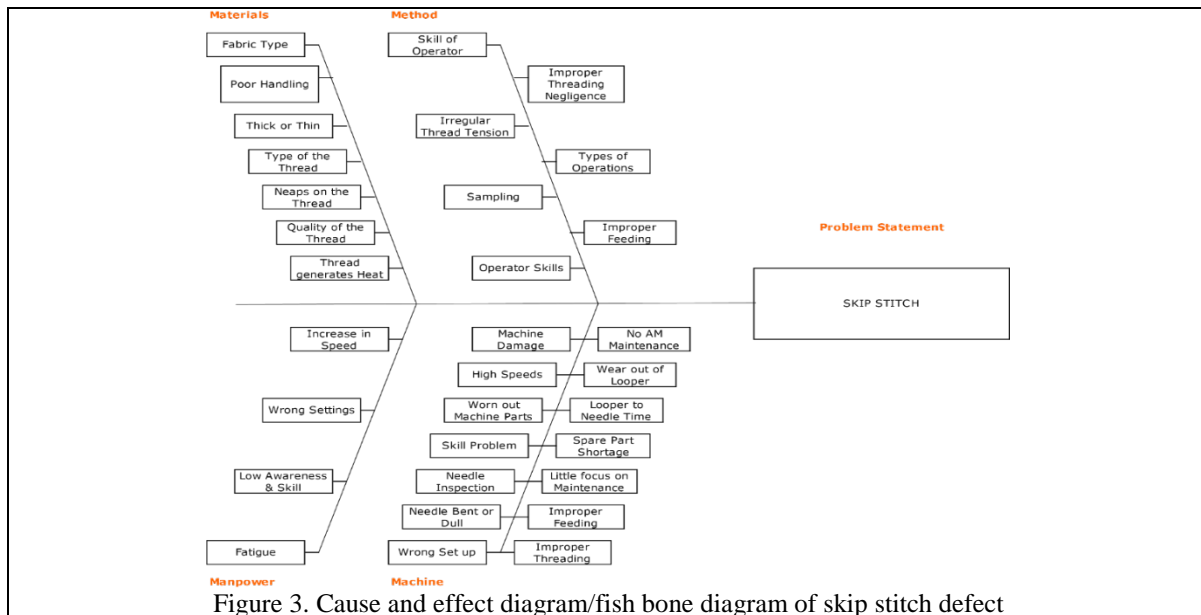 Materials
Fabric Type
Poor Handling
Thick or Thin
Type of the
Thread
Neaps on the
Thread
Quality of the
Thread
Thread
generates Heat
Method
Skill of
Operator
Improper
Threading
Negligence
Irregular
Thread Tension
Types of
Operations
Sampling
Improper
Feeding
Operator Skills
Problem Statement
SKIP STITCH
Increase in
Speed
Wrong Settings
Low Awareness
& Skill
Fatigue
Manpower
Machine
Damage
No AM
Maintenance
High Speeds
Wear out of
Looper
Worn out
Machine Parts
Looper to
Needle Time
Skill Problem
Spare Part
Shortage
Needle
Inspection
Little focus on
Maintenance
Needle Bent or
Dull
Improper
Feeding
Wrong Set up
Improper
Threading
Machine
Figure 3. Cause and effect diagram/fish bone diagram of skip stitch defect